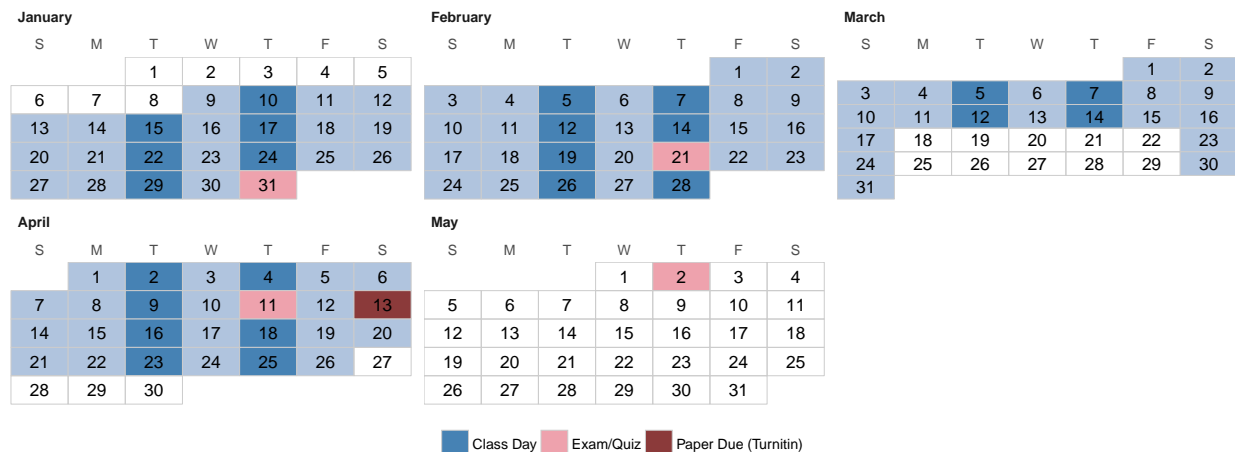 January
S M T W T F S
1 2 3 4 5
6 7 8 9 10 11 12
13 14 15 16 17 18 19
20 21 22 23 24 25 26
27 28 29 30 31
February
S M T W T F S
1 2
3 4 5 6 7 8 9
10 11 12 13 14 15 16
17 18 19 20 21 22 23
24 25 26 27 28
March
S M T W T F S
1 2
3 4 5 6 7 8 9
10 11 12 13 14 15 16
17 18 19 20 21 22 23
24 25 26 27 28 29 30
31
April
S M T W T F S
1 2 3 4 5 6
7 8 9 10 11 12 13
14 15 16 17 18 19 20
21 22 23 24 25 26 27
28 29 30
May
S M T W T F S
1 2 3 4
5 6 7 8 9 10 11
12 13 14 15 16 17 18
19 20 21 22 23 24 25
26 27 28 29 30 31
Class Day Exam/Quiz Paper Due (Turnitin)